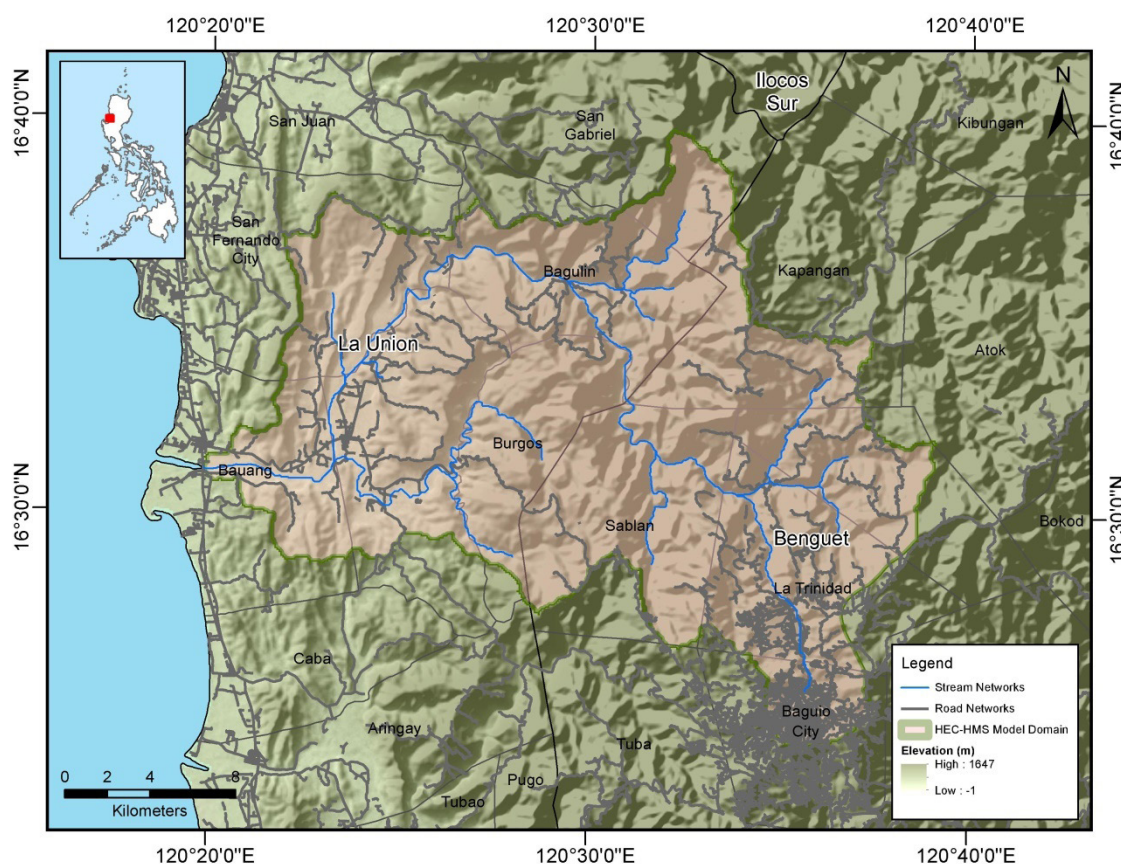 120°20'0"E
120°30'0"E
120°40'0"E
16°40'0"N
16°40'0"N
N
Ilocos
Sur
San Juan
San
Gabriel
Kibungan
San
Fernando
City
Bagulin
Kapangan
La Union
Atok
Burgos
Bauang
16°30'0"N
16°30'0"N
Sablan
Benguet
Bokod
La Trinidad
Caba
Aringay
Baguio
City
Tuba
Pugo
Tubao
0 2 4 8
Kilometers
Legend
Stream Networks
Road Networks
HEC-HMS Model Domain
Elevation (m)
High : 1647
Low : -1
120°20'0"E
120°30'0"E
120°40'0"E